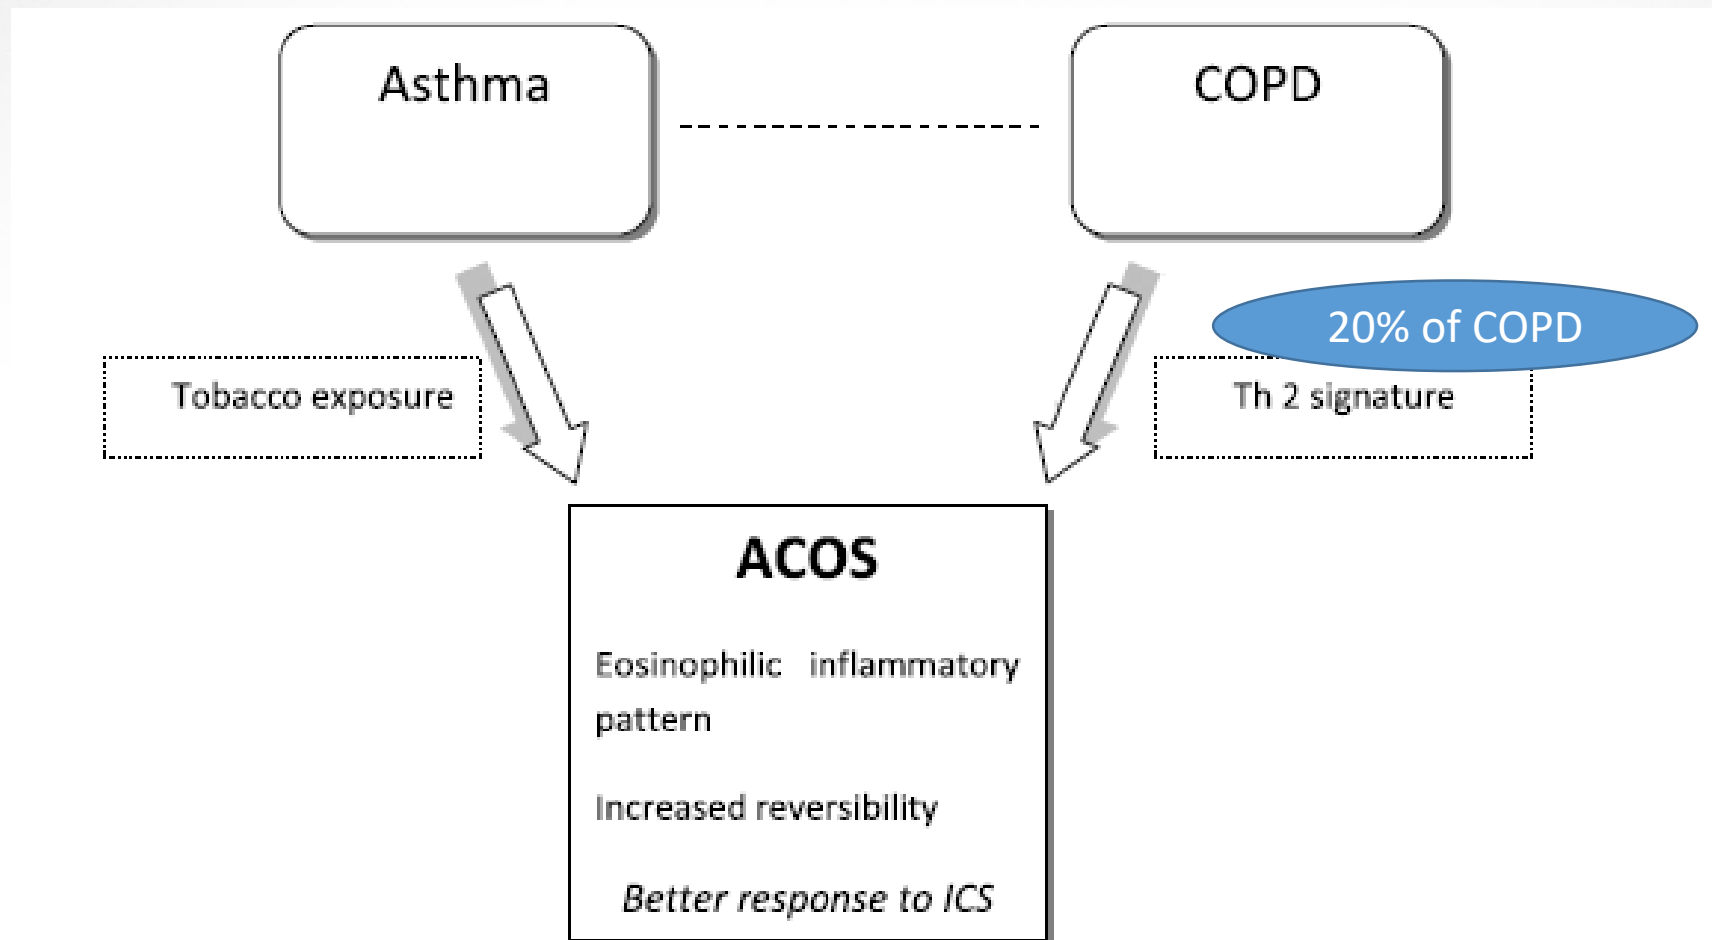 Asthma
COPD
20% of COPD
Tobacco exposure
Th 2 signature
ACOS
Eosinophilic inflammatory
pattern
Increased reversibility
Better response to ICS